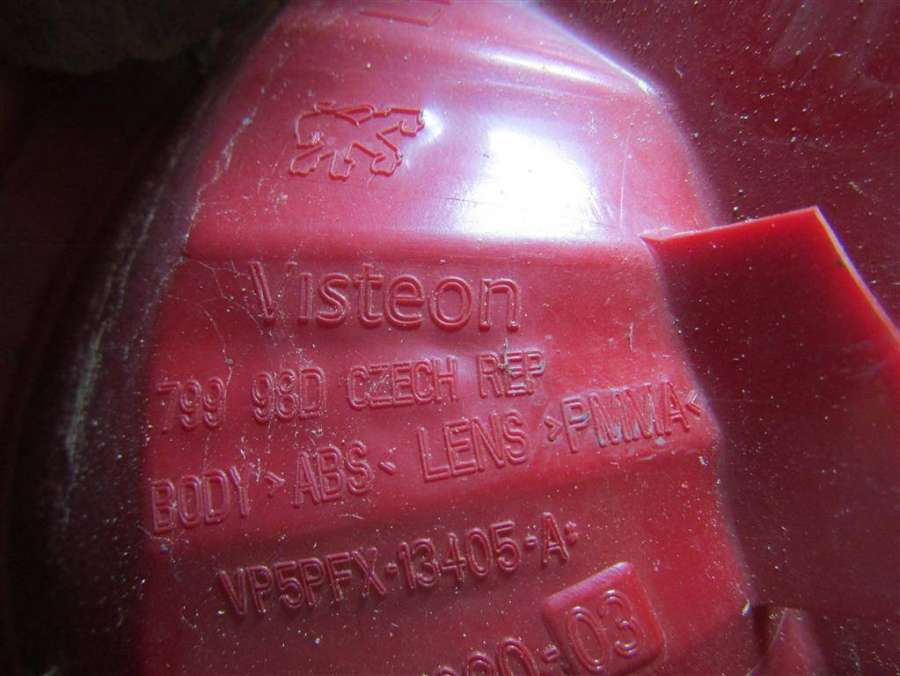 Visteon
799 98D CZECH REP
BODY >ABS< LENS >PMMA<
VP5PFX-13405-A
-03